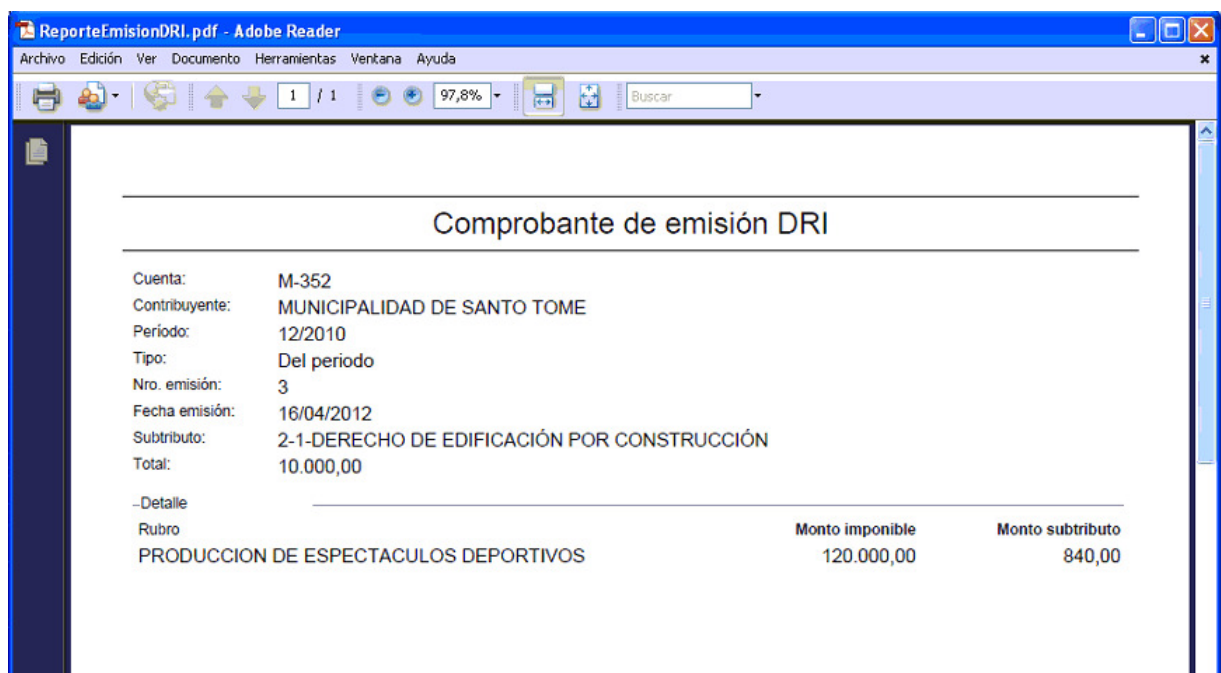 ReporteEmisionDRI.pdf - Adobe Reader
Archivo Edición Ver Documento Herramientas Ventana Ayuda
1 / 1 97,8% Buscar
Comprobante de emisión DRI
Cuenta: M-352
Contribuyente: MUNICIPALIDAD DE SANTO TOME
Período: 12/2010
Tipo: Del periodo
Nro. emisión: 3
Fecha emisión: 16/04/2012
Subtributo: 2-1-DERECHO DE EDIFICACIÓN POR CONSTRUCCIÓN
Total: 10.000,00
Detalle
Rubro Monto imponible Monto subtributo
PRODUCCION DE ESPECTACULOS DEPORTIVOS 120.000,00 840,00